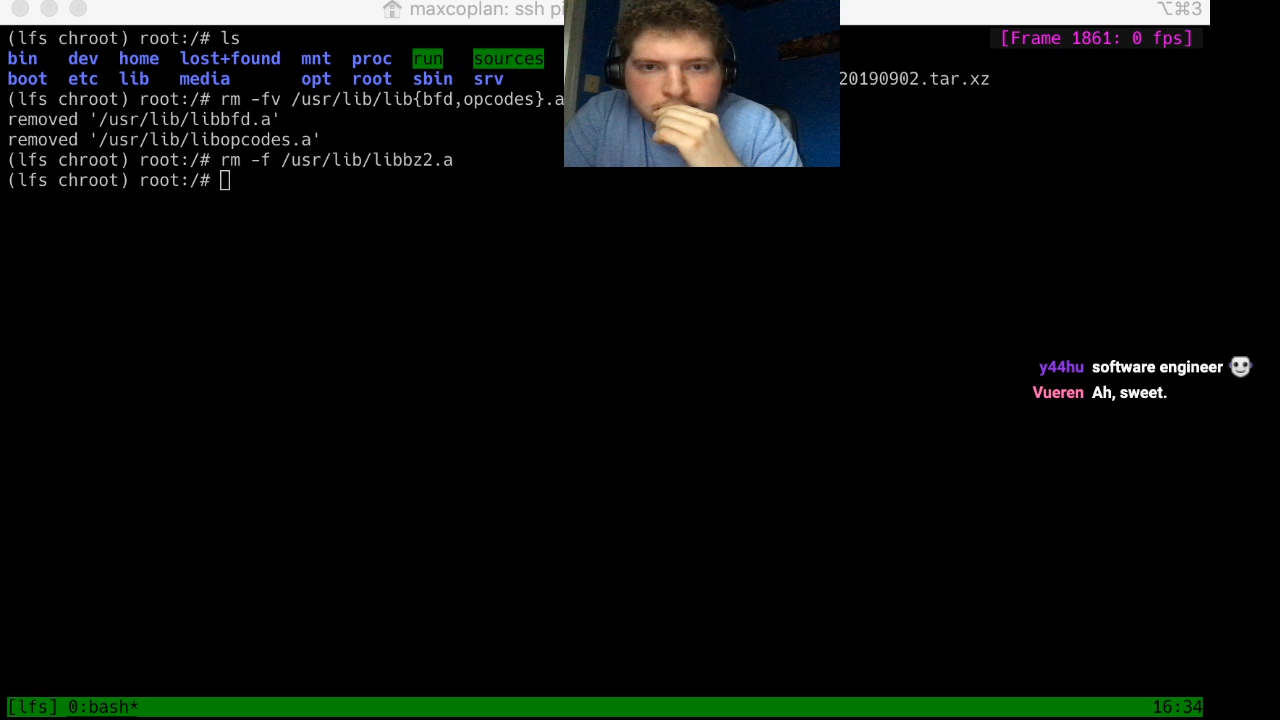 maxcoplan: ssh pi
⌥⌘3
(lfs chroot) root:/# ls
[Frame 1861: 0 fps]
bin dev home lost+found mnt proc run sources
boot etc lib media opt root sbin srv 20190902.tar.xz
(lfs chroot) root:/# rm -fv /usr/lib/lib{bfd,opcodes}.a
removed '/usr/lib/libbfd.a'
removed '/usr/lib/libopcodes.a'
(lfs chroot) root:/# rm -f /usr/lib/libbz2.a
(lfs chroot) root:/#
y44hu software engineer
Vueren Ah, sweet.
[lfs] 0:bash* 16:34